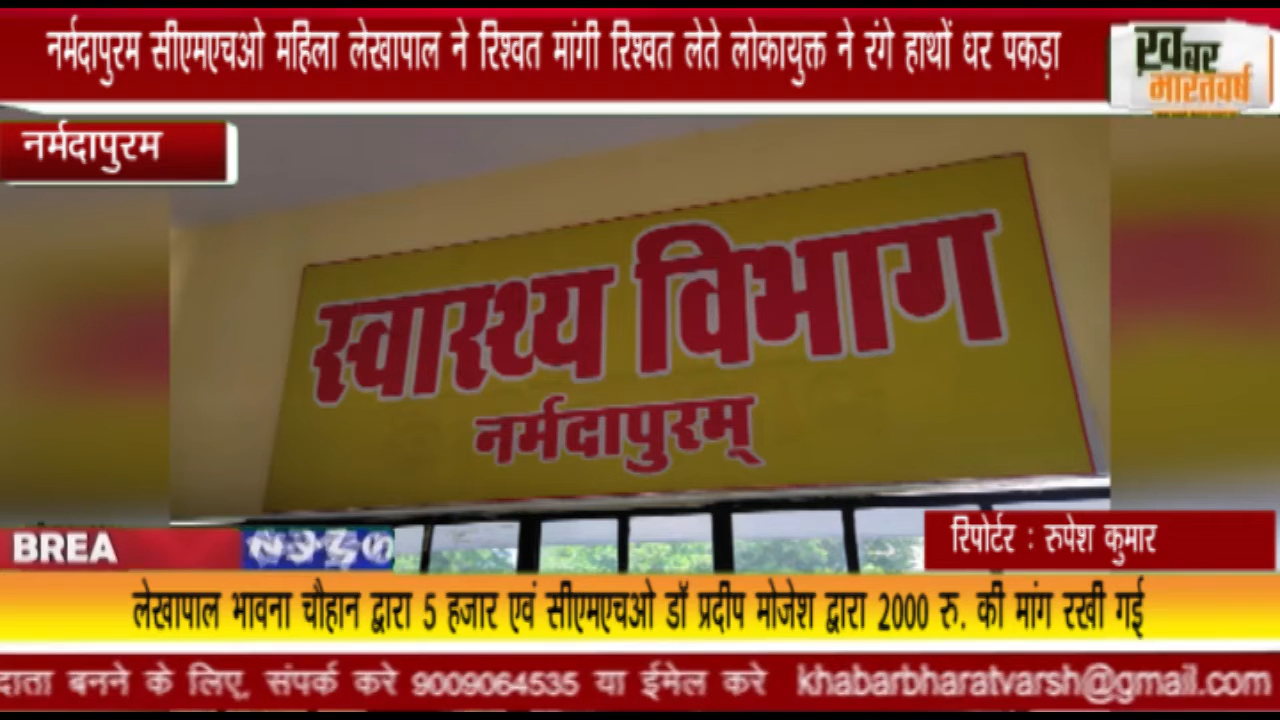 नर्मदापुरम सीएमएचओ महिला लेखापाल ने रिश्वत मांगी रिश्वत लेते लोकायुक्त ने रंगे हाथों धर पकड़ा
ख़बर
भारतवर्ष
नर्मदापुरम
स्वास्थ्य विभाग
नर्मदापुरम्
BREA
रिपोर्टर : रुपेश कुमार
लेखापाल भावना चौहान द्वारा 5 हजार एवं सीएमएचओ डॉ प्रदीप मोजेश द्वारा 2000 रु. की मांग रखी गई
दाता बनने के लिए, संपर्क करे 9009064535 या ईमेल करे khabarbharatvarsh@gmail.com